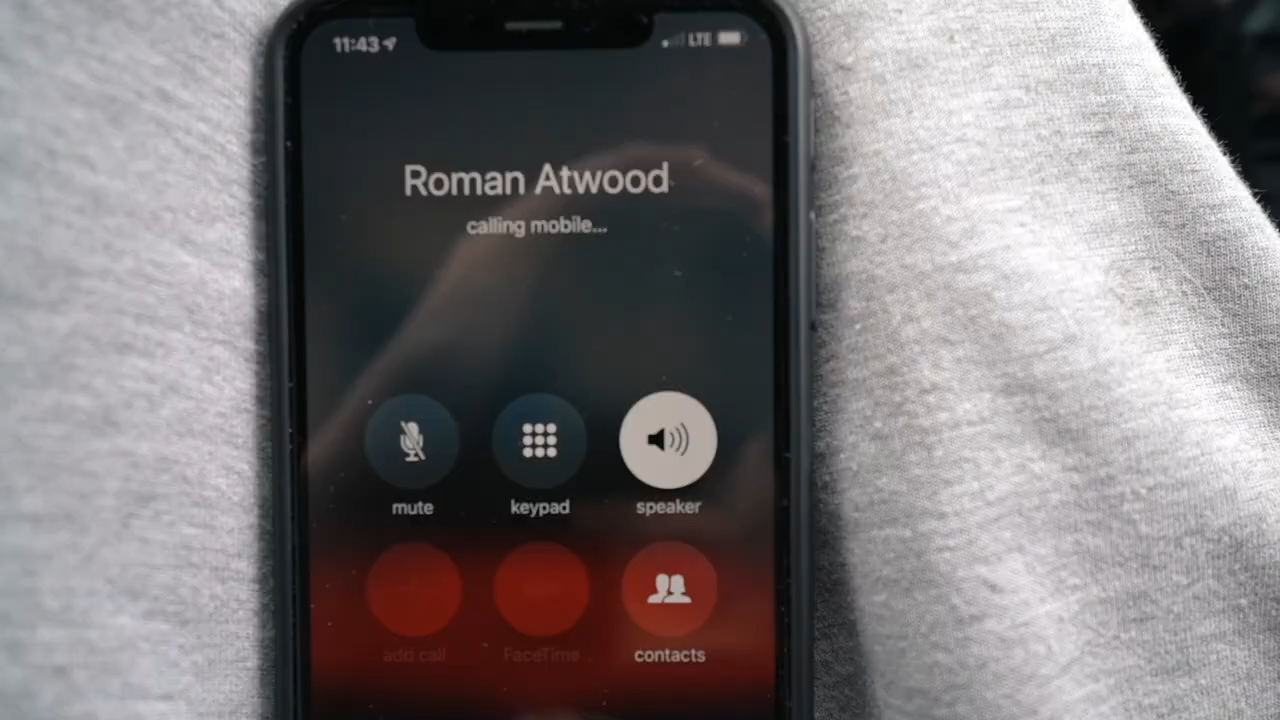 11:43
LTE
Roman Atwood
calling mobile...
mute
keypad
speaker
add call
FaceTime
contacts